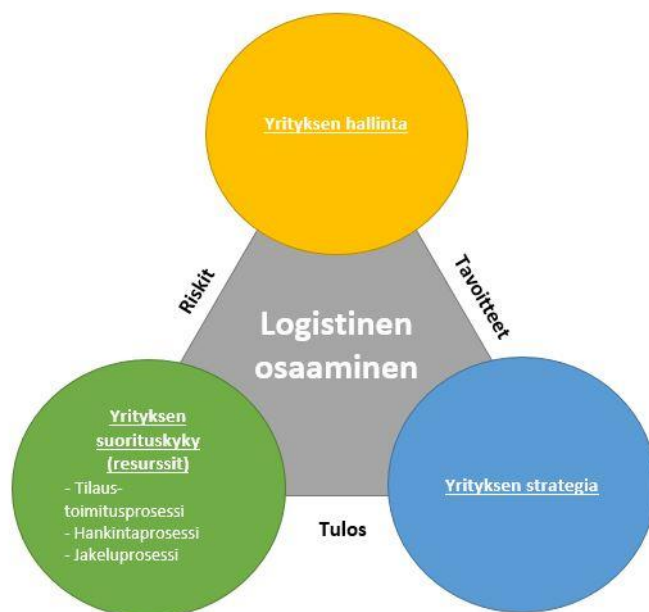 Yrityksen hallinta
Riskit
Tavoitteet
Logistinen
osaaminen
Yrityksen
suorituskyky
(resurssit)
- Tilaus-
toimitusprosessi
- Hankintaprosessi
- Jakeluprosessi
Yrityksen strategia
Tulos